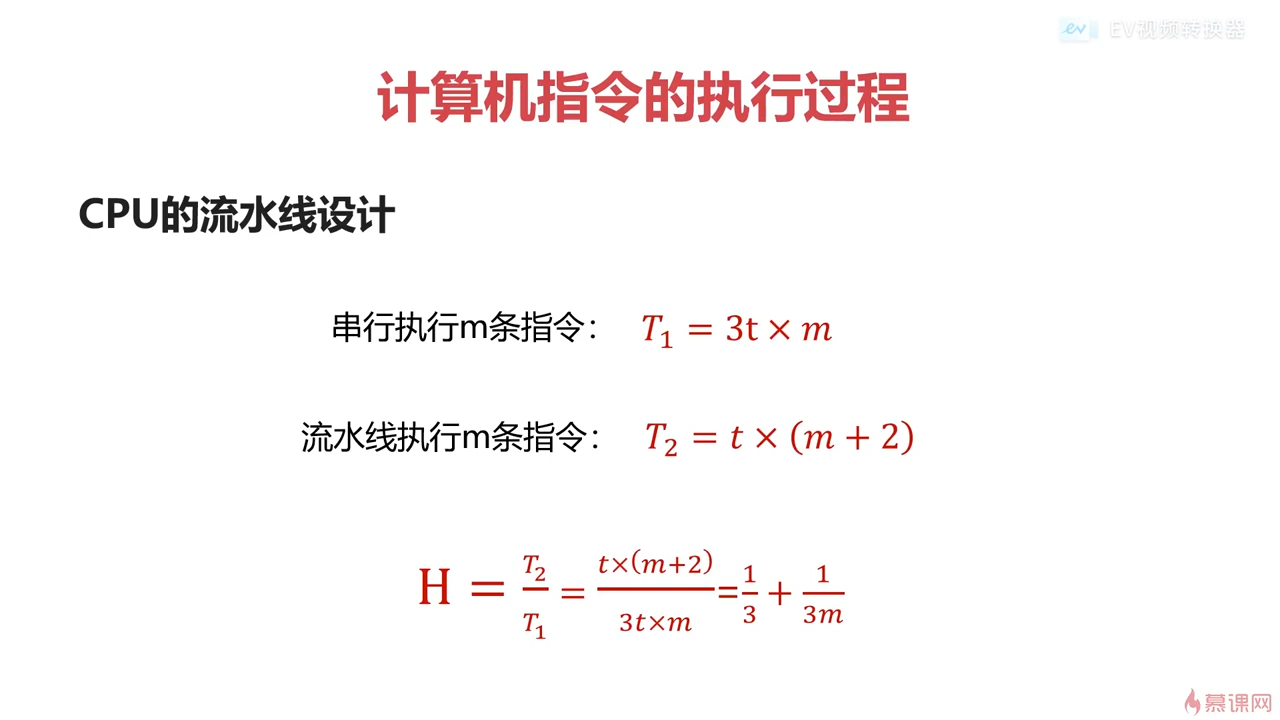 EV视频转换器
计算机指令的执行过程
CPU的流水线设计
串行执行m条指令： T₁ = 3t × m
流水线执行m条指令： T₂ = t × (m + 2)
H = T₂/T₁ = t×(m+2)/3t×m = 1/3 + 1/3m
慕课网